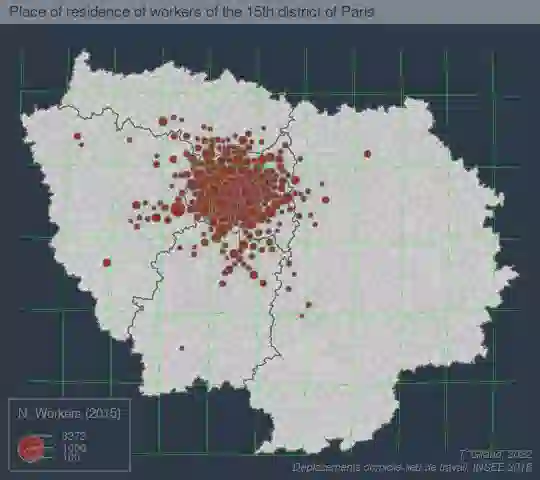 Place of residence of workers of the 15th district of Paris
N. Workers (2015)
1000
100
T. Giraud, 2022
Déplacements domicile-lieu de travail, INSEE 2018